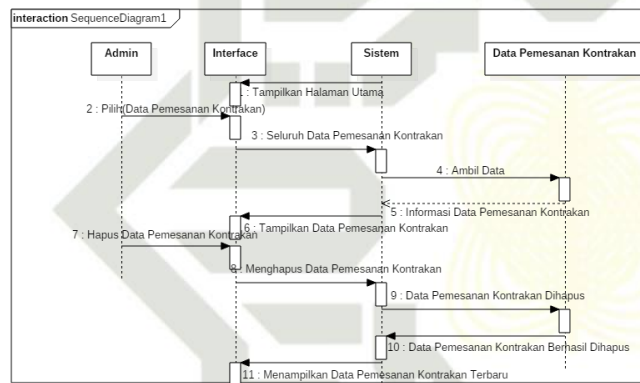 interaction SequenceDiagram1
Admin
Interface
Sistem
Data Pemesanan Kontrakan
1 : Tampilkan Halaman Utama
2 : Pilih(Data Pemesanan Kontrakan)
3 : Seluruh Data Pemesanan Kontrakan
4 : Ambil Data
5 : Informasi Data Pemesanan Kontrakan
6 : Tampilkan Data Pemesanan Kontrakan
7 : Hapus Data Pemesanan Kontrakan
8 : Menghapus Data Pemesanan Kontrakan
9 : Data Pemesanan Kontrakan Dihapus
10 : Data Pemesanan Kontrakan Berhasil Dihapus
11 : Menampilkan Data Pemesanan Kontrakan Terbaru